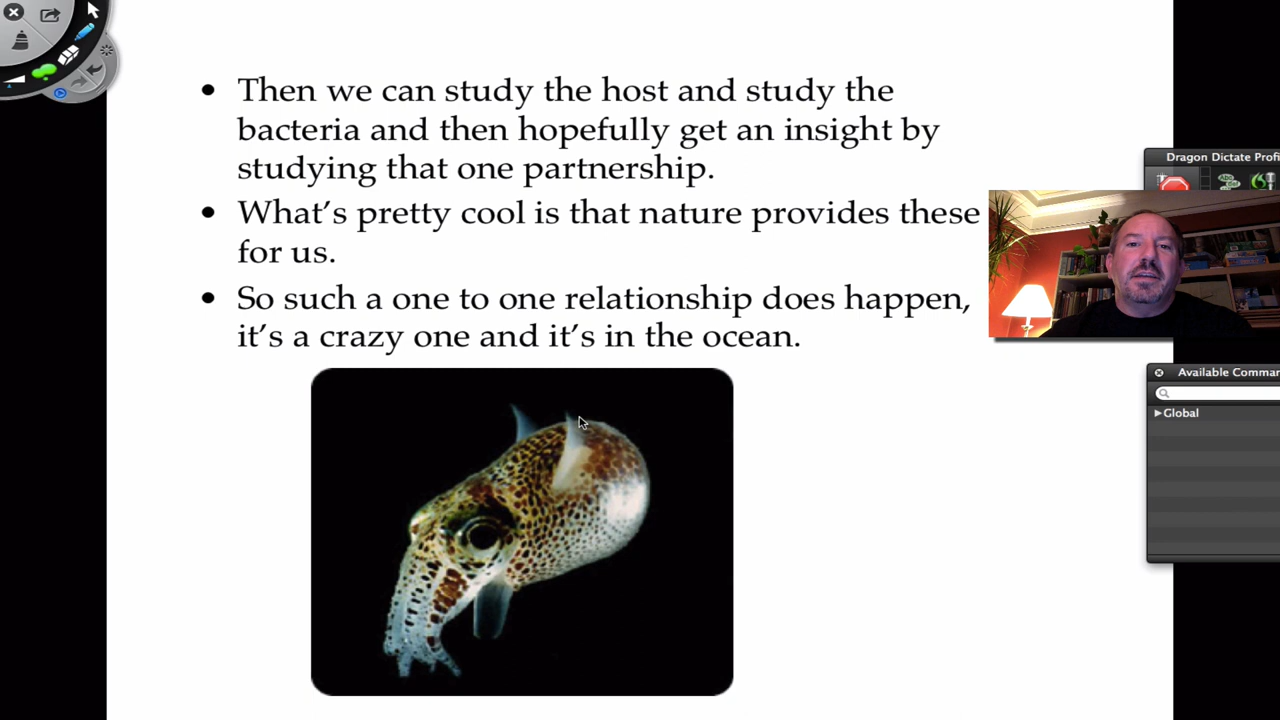 • Then we can study the host and study the
bacteria and then hopefully get an insight by
studying that one partnership.
• What's pretty cool is that nature provides these
for us.
• So such a one to one relationship does happen,
it's a crazy one and it's in the ocean.
Dragon Dictate Profi
Available Comman
Global